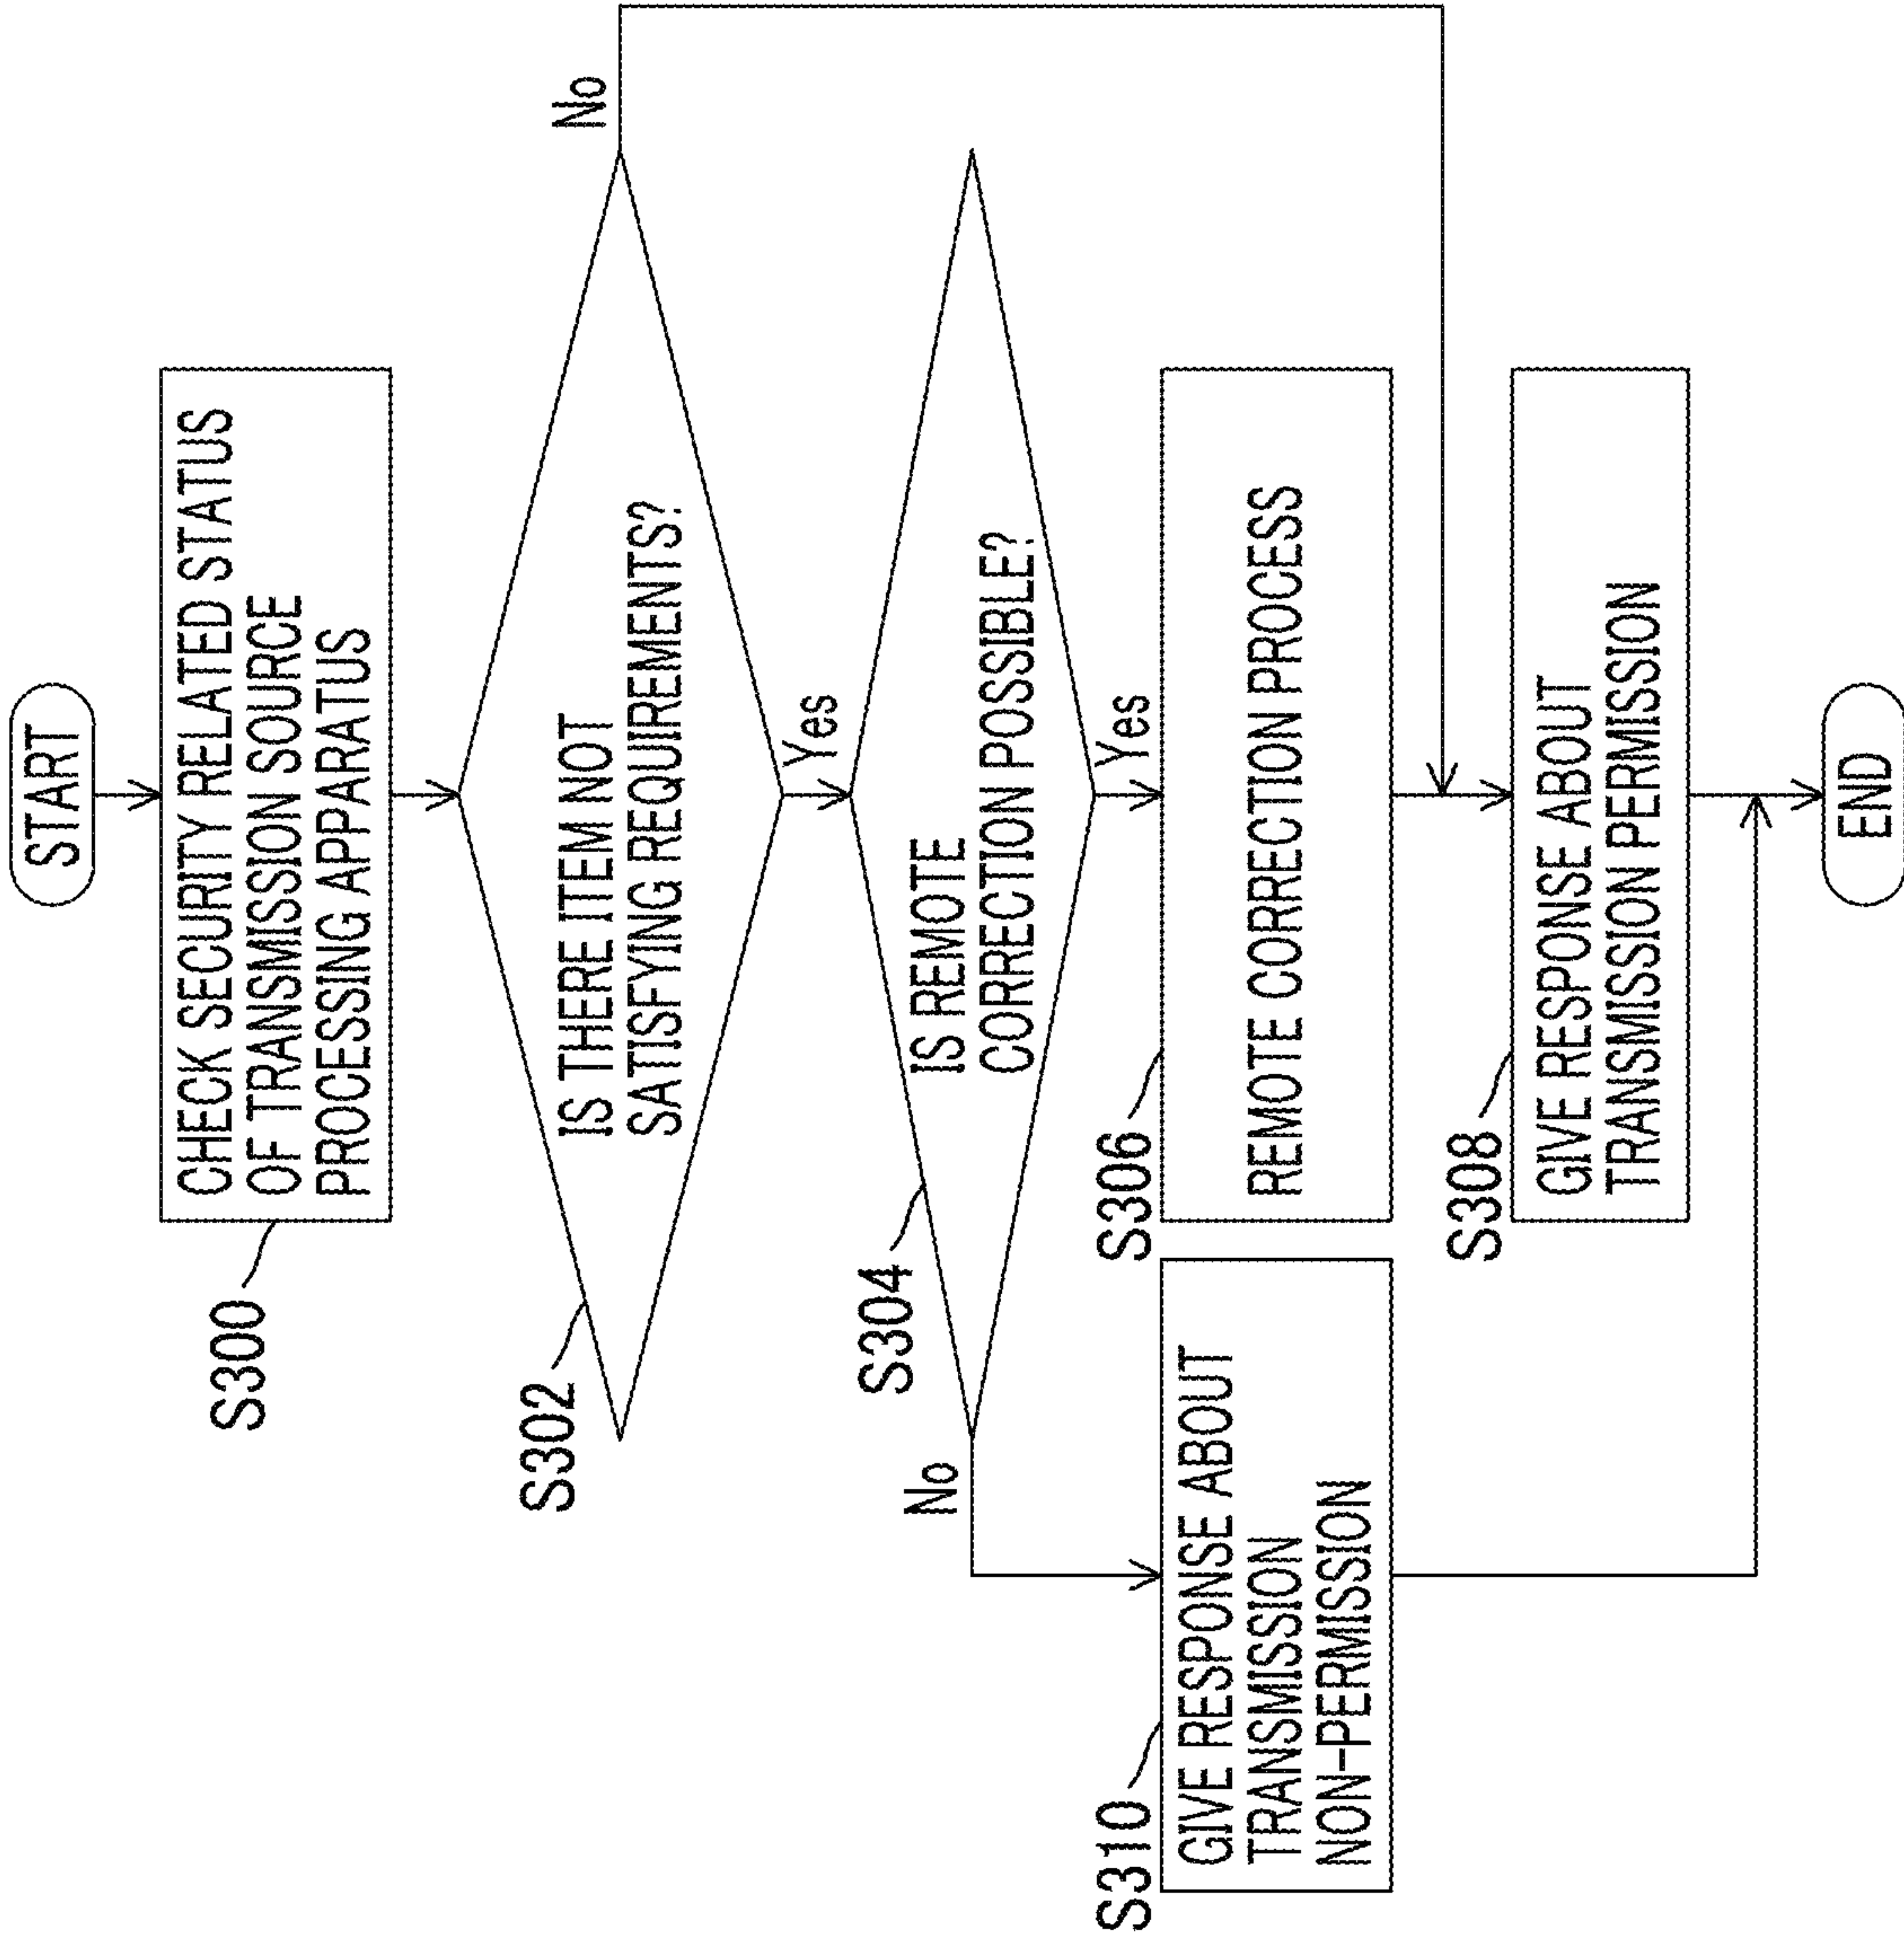 START
S300
CHECK SECURITY RELATED STATUS
OF TRANSMISSION SOURCE
PROCESSING APPARATUS
S302
IS THERE ITEM NOT
SATISFYING REQUIREMENTS?
No
Yes
S304
IS REMOTE
CORRECTION POSSIBLE?
No
Yes
S310
GIVE RESPONSE ABOUT
TRANSMISSION
NON-PERMISSION
S306
REMOTE CORRECTION PROCESS
S308
GIVE RESPONSE ABOUT
TRANSMISSION PERMISSION
END